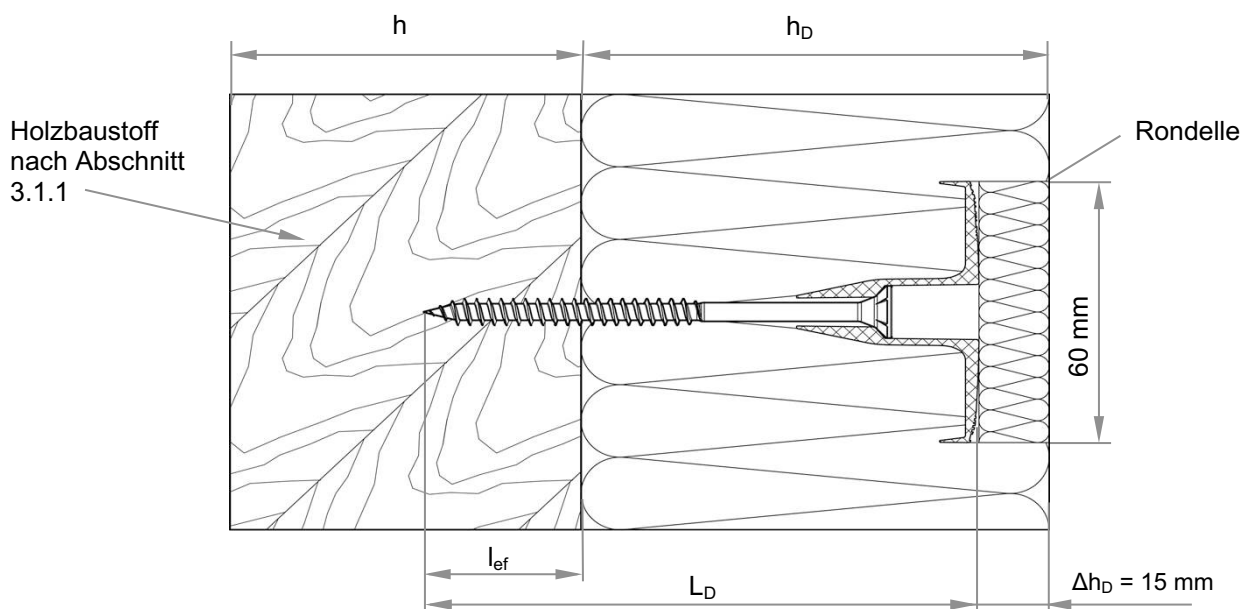 h
h_D
Holzbaustoff
nach Abschnitt
3.1.1
Rondelle
60 mm
l_ef
L_D
Δh_D = 15 mm